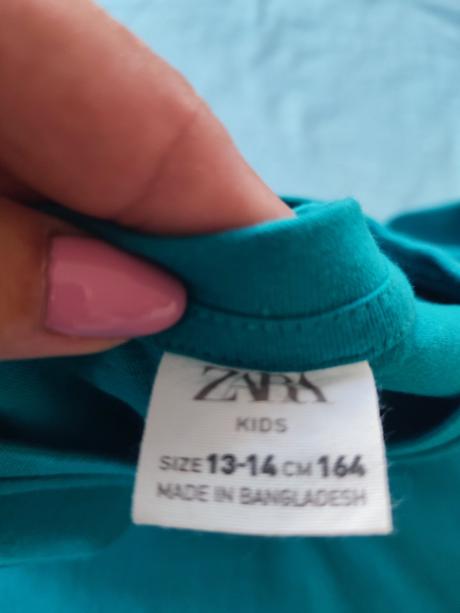 ZARA
KIDS
SIZE 13-14 CM 164
MADE IN BANGLADESH